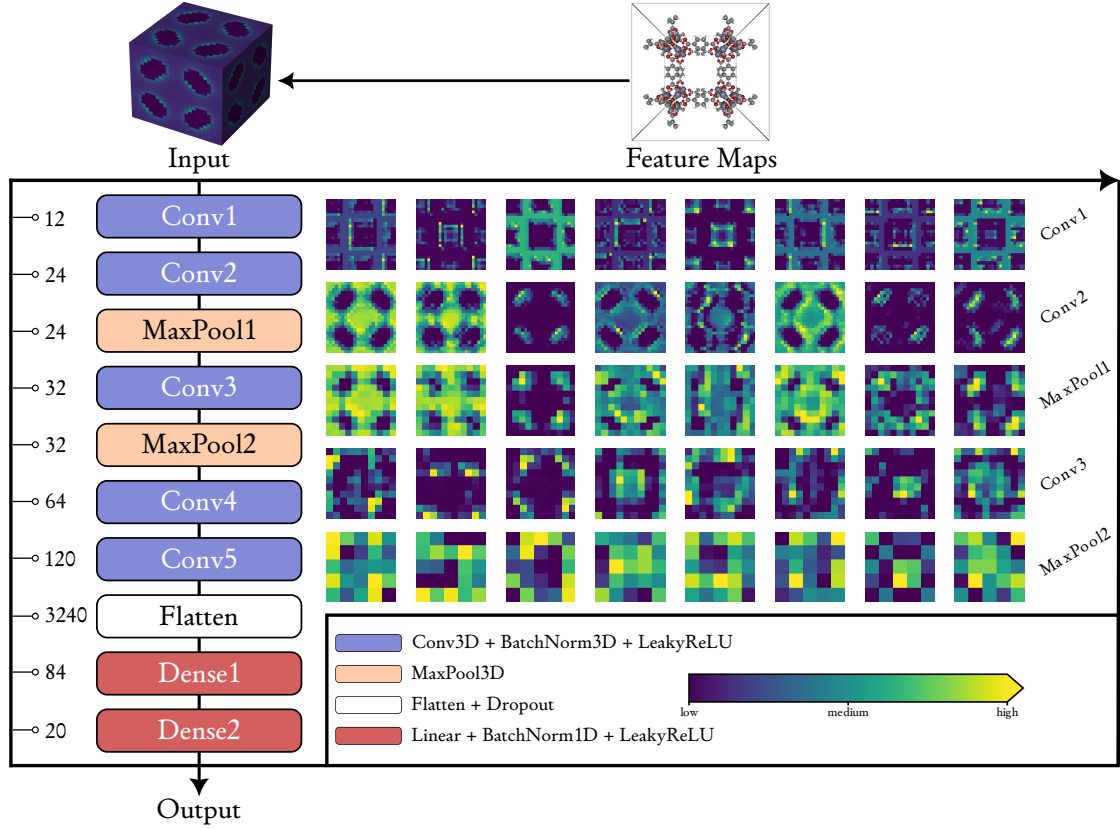 Input
Feature Maps
12 Conv1
24 Conv2
24 MaxPool1
32 Conv3
32 MaxPool2
64 Conv4
120 Conv5
3240 Flatten
84 Dense1
20 Dense2
Output
Conv1
Conv2
MaxPool1
Conv3
MaxPool2
Conv3D + BatchNorm3D + LeakyReLU
MaxPool3D
Flatten + Dropout
Linear + BatchNorm1D + LeakyReLU
low medium high